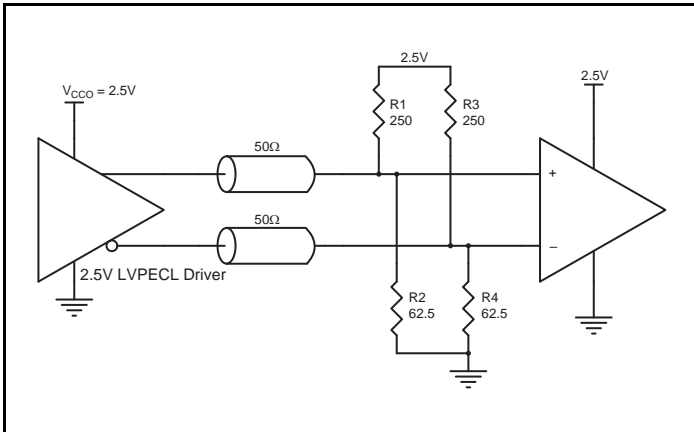 2.5V
V_CCO = 2.5V
2.5V
R1
250
R3
250
50Ω
+
50Ω
–
2.5V LVPECL Driver
R2
62.5
R4
62.5